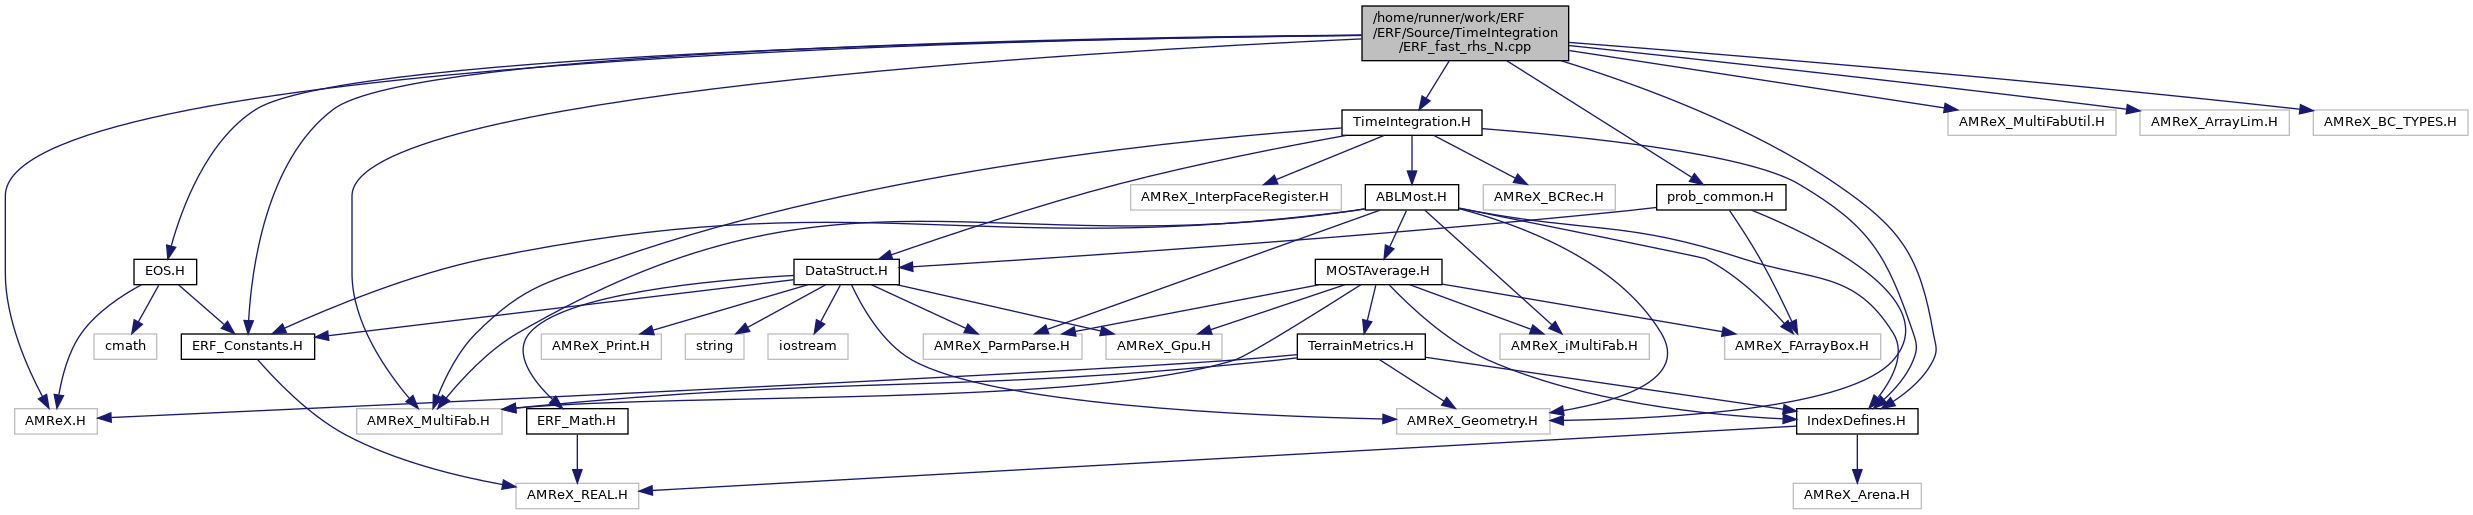 /home/runner/work/ERF
/ERF/Source/TimeIntegration
/ERF_fast_rhs_N.cpp
TimeIntegration.H
AMReX_MultiFabUtil.H
AMReX_ArrayLim.H
AMReX_BC_TYPES.H
AMReX_InterpFaceRegister.H
ABLMost.H
AMReX_BCRec.H
prob_common.H
EOS.H
DataStruct.H
MOSTAverage.H
cmath
ERF_Constants.H
AMReX_Print.H
string
iostream
AMReX_ParmParse.H
AMReX_Gpu.H
TerrainMetrics.H
AMReX_iMultiFab.H
AMReX_FArrayBox.H
AMReX.H
AMReX_MultiFab.H
ERF_Math.H
AMReX_Geometry.H
IndexDefines.H
AMReX_REAL.H
AMReX_Arena.H